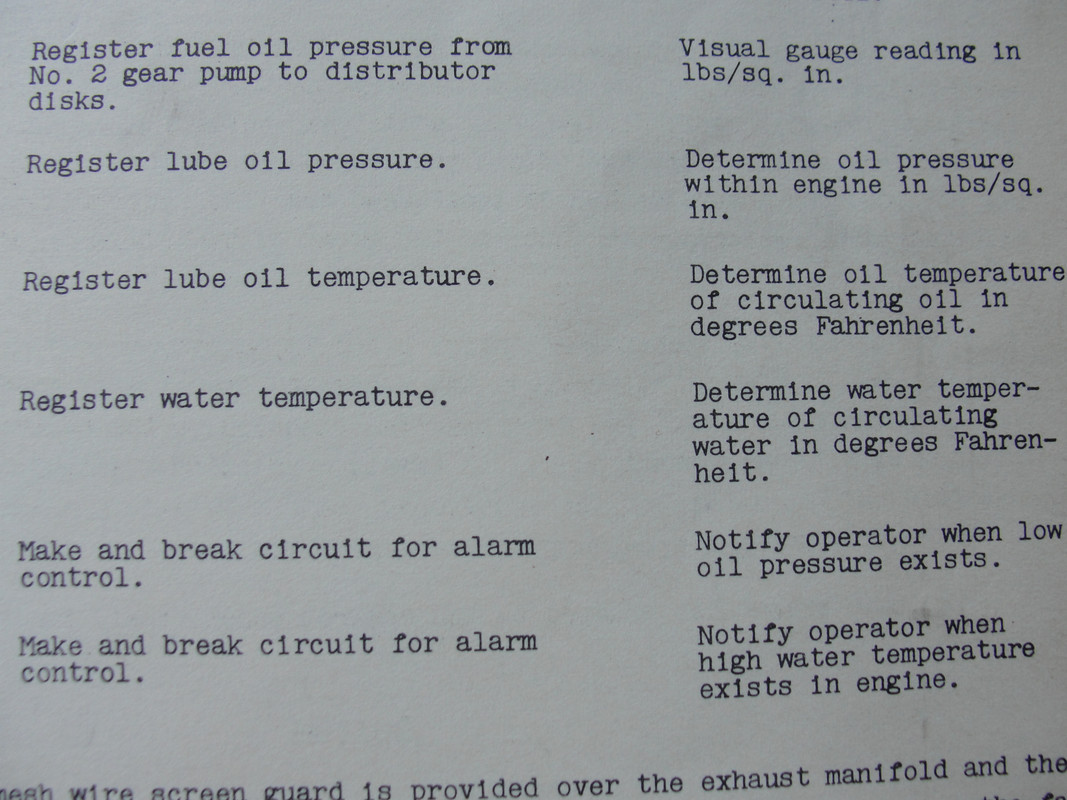 Register fuel oil pressure from
No. 2 gear pump to distributor
disks.
Visual gauge reading in
lbs/sq. in.
Register lube oil pressure.
Determine oil pressure
within engine in lbs/sq.
in.
Register lube oil temperature.
Determine oil temperature
of circulating oil in
degrees Fahrenheit.
Register water temperature.
Determine water temper-
ature of circulating
water in degrees Fahren-
heit.
Make and break circuit for alarm
control.
Notify operator when low
oil pressure exists.
Make and break circuit for alarm
control.
Notify operator when
high water temperature
exists in engine.
mesh wire screen guard is provided over the exhaust manifold and the
the